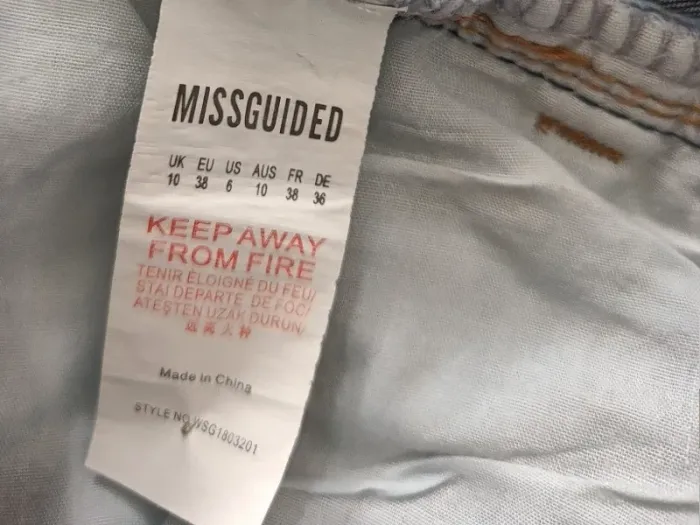 MISSGUIDED
UK EU US AUS FR DE
10 38 6 10 38 36
KEEP AWAY
FROM FIRE
TENIR ÉLOIGNÉ DU FEU/
STAI DEPARTE DE FOC/
ATEŞTEN UZAK DURUN/
远离火种
Made in China
STYLE NO:WSG1803201